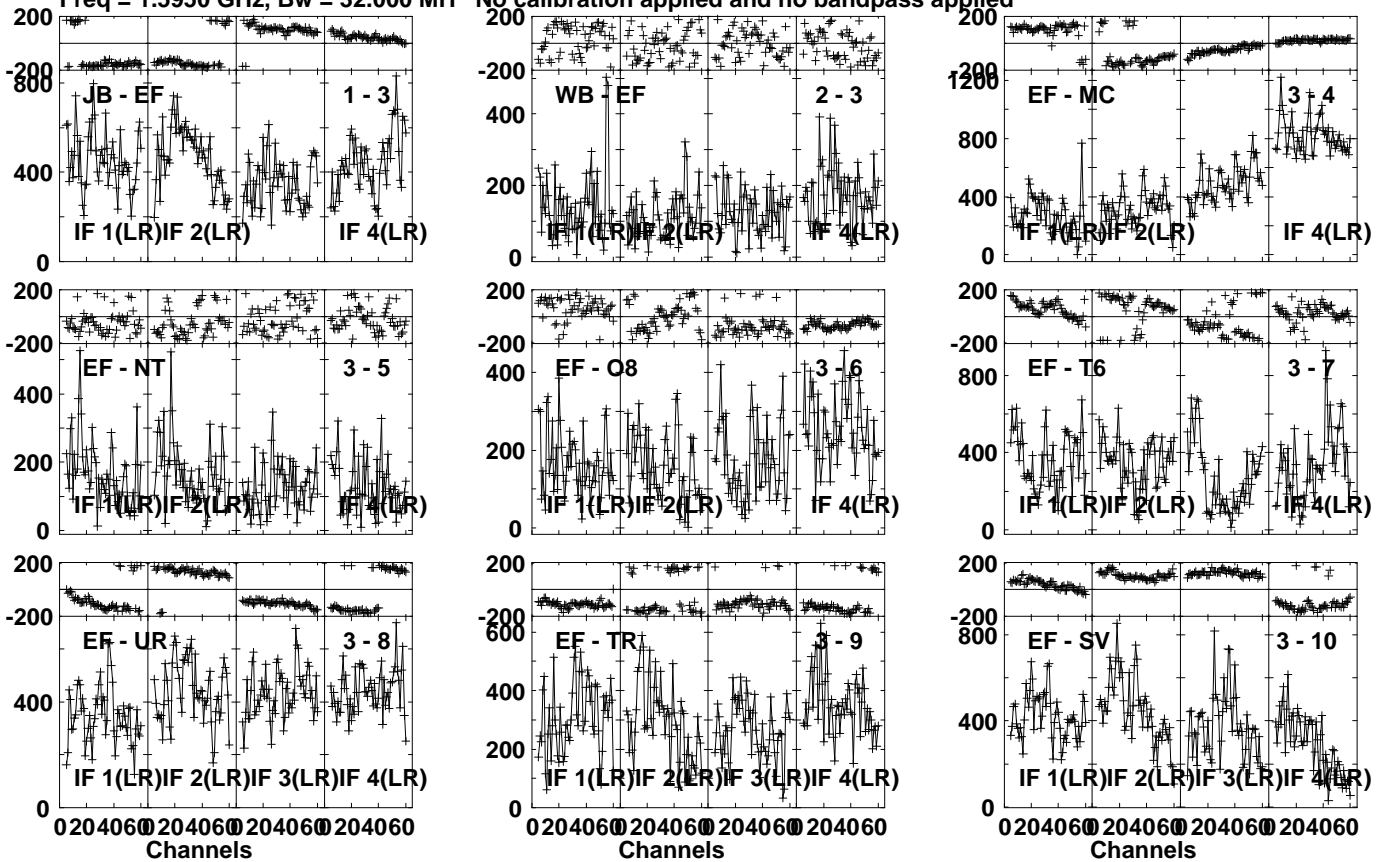 Freq = 1.5950 GHz, Bw = 32.000 MH No calibration applied and no bandpass applied
200
-200
800
400
0
JB - EF 1 - 3
IF 1(LR) IF 2(LR) IF 4(LR)
200
-200
400
200
0
WB - EF 2 - 3
IF 1(LR) IF 2(LR) IF 4(LR)
200
-200
1200
800
400
0
EF - MC 3 - 4
IF 1(LR) IF 2(LR) IF 4(LR)
200
-200
400
200
0
EF - NT 3 - 5
IF 1(LR) IF 2(LR) IF 4(LR)
200
-200
400
200
0
EF - O8 3 - 6
IF 1(LR) IF 2(LR) IF 4(LR)
200
-200
800
400
0
EF - T6 3 - 7
IF 1(LR) IF 2(LR) IF 4(LR)
200
-200
400
0
EF - UR 3 - 8
IF 1(LR) IF 2(LR) IF 3(LR) IF 4(LR)
0 20 40 60 0 20 40 60 0 20 40 60 0 20 40 60
Channels
200
-200
600
400
200
0
EF - TR 3 - 9
IF 1(LR) IF 2(LR) IF 3(LR) IF 4(LR)
0 20 40 60 0 20 40 60 0 20 40 60 0 20 40 60
Channels
200
-200
800
400
0
EF - SV 3 - 10
IF 1(LR) IF 2(LR) IF 3(LR) IF 4(LR)
0 20 40 60 0 20 40 60 0 20 40 60 0 20 40 60
Channels